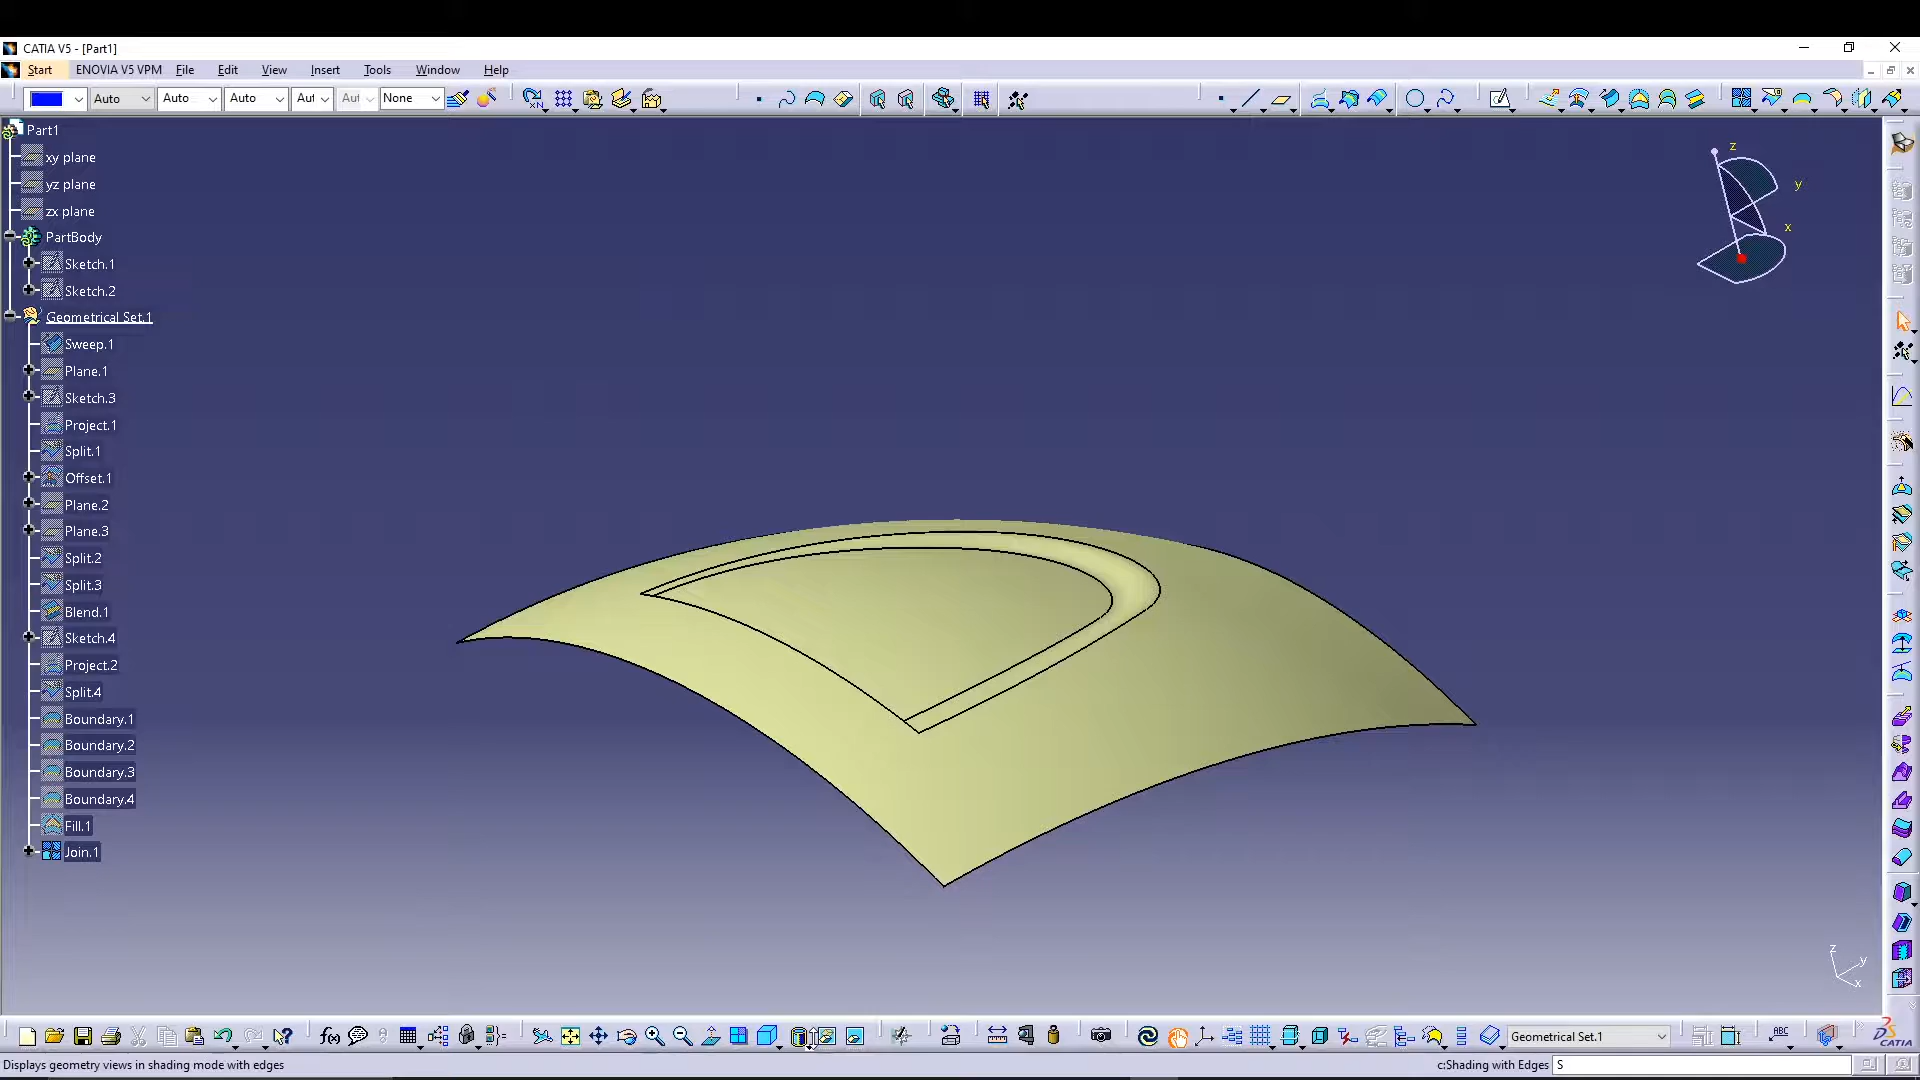 CATIA V5 - [Part1]
Start ENOVIA V5 VPM File Edit View Insert Tools Window Help
Auto Auto Auto Aut Aut None
Part1
xy plane
yz plane
zx plane
PartBody
Sketch.1
Sketch.2
Geometrical Set.1
Sweep.1
Plane.1
Sketch.3
Project.1
Split.1
Offset.1
Plane.2
Plane.3
Split.2
Split.3
Blend.1
Sketch.4
Project.2
Split.4
Boundary.1
Boundary.2
Boundary.3
Boundary.4
Fill.1
Join.1
z
y
x
z
y
x
f(x)
Geometrical Set.1
ABC
CATIA
Displays geometry views in shading mode with edges
c:Shading with Edges S